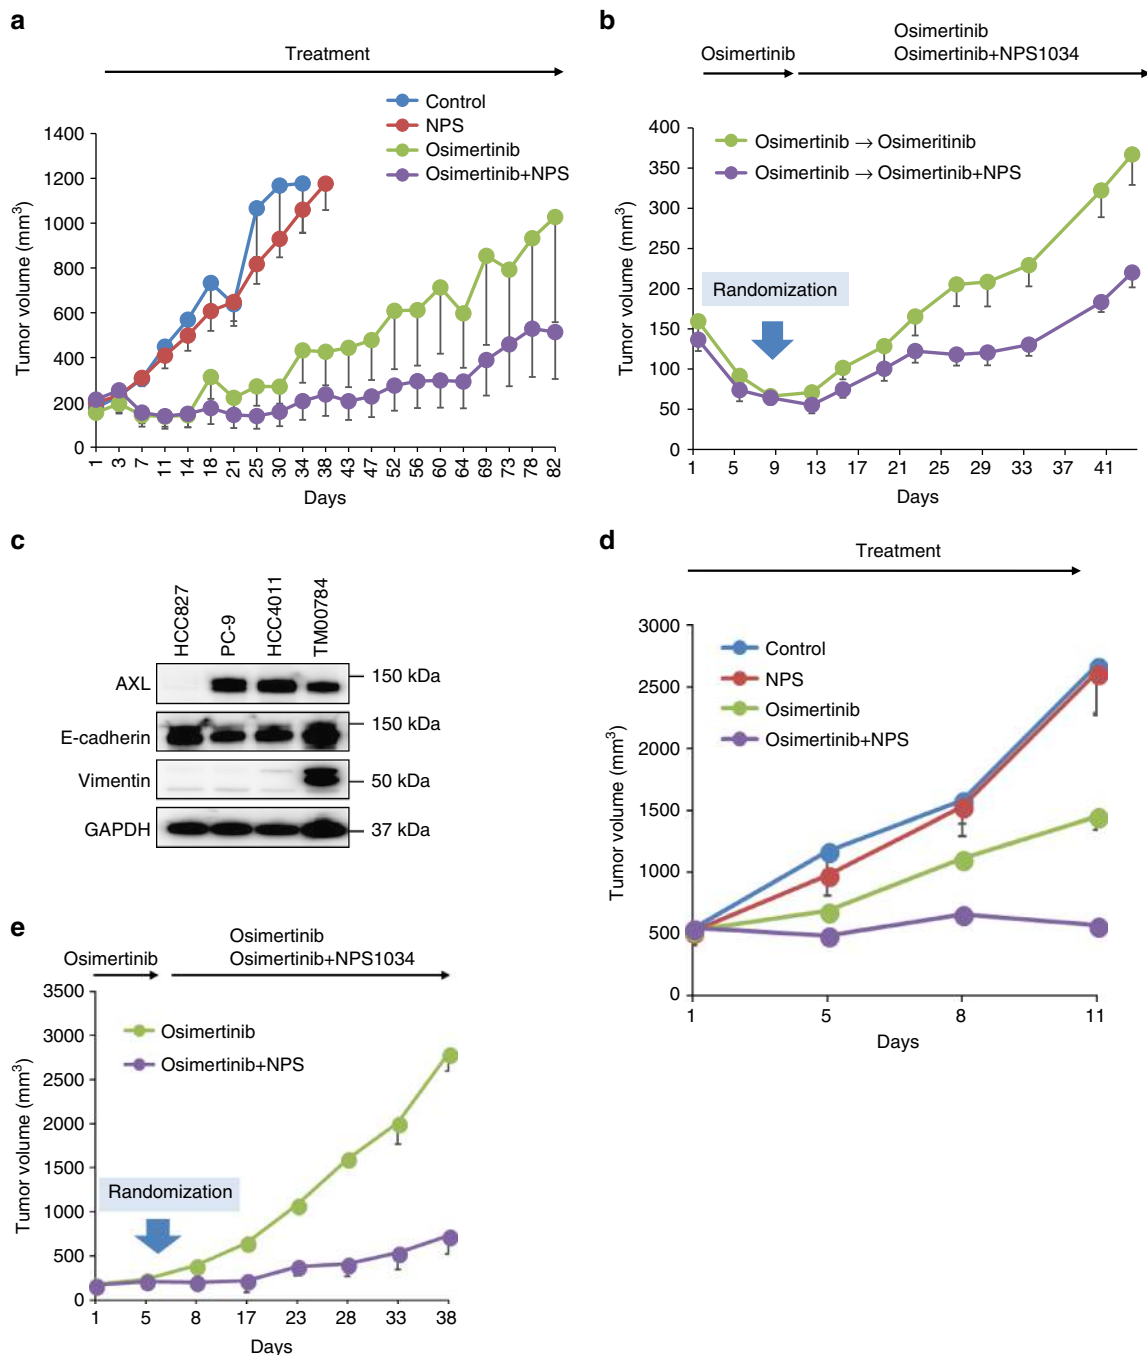 a
Treatment
Control
NPS
Osimertinib
Osimertinib+NPS
Tumor volume (mm3)
1400
1200
1000
800
600
400
200
0
1 3 7 11 14 18 21 25 30 34 38 43 47 52 56 60 64 69 73 78 82
Days
b
Osimertinib
Osimertinib
Osimertinib+NPS1034
Osimertinib → Osimeritinib
Osimertinib → Osimertinib+NPS
Randomization
Tumor volume (mm3)
400
350
300
250
200
150
100
50
0
1 5 9 13 17 21 25 29 33 37 41
Days
c
HCC827
PC-9
HCC4011
TM00784
AXL
150 kDa
E-cadherin
150 kDa
Vimentin
50 kDa
GAPDH
37 kDa
d
Treatment
Control
NPS
Osimertinib
Osimertinib+NPS
Tumor volume (mm3)
3000
2500
2000
1500
1000
500
0
1 5 8 11
Days
e
Osimertinib
Osimertinib
Osimertinib+NPS1034
Osimertinib
Osimertinib+NPS
Randomization
Tumor volume (mm3)
3500
3000
2500
2000
1500
1000
500
0
1 5 8 17 23 28 33 38
Days